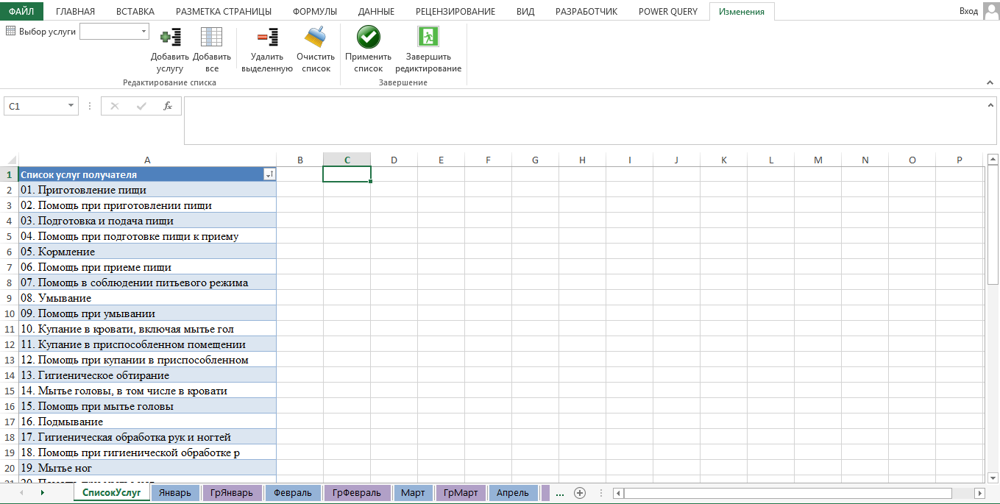 ФАЙЛ ГЛАВНАЯ ВСТАВКА РАЗМЕТКА СТРАНИЦЫ ФОРМУЛЫ ДАННЫЕ РЕЦЕНЗИРОВАНИЕ ВИД РАЗРАБОТЧИК POWER QUERY Изменения Вход
Выбор услуги
Добавить услугу
Добавить все
Удалить выделенную
Очистить список
Применить список
Завершить редактирование
Редактирование списка Завершение
C1 fx
A B C D E F G H I J K L M N O P
1 Список услуг получателя
2 01. Приготовление пищи
3 02. Помощь при приготовлении пищи
4 03. Подготовка и подача пищи
5 04. Помощь при подготовке пищи к приему
6 05. Кормление
7 06. Помощь при приеме пищи
8 07. Помощь в соблюдении питьевого режима
9 08. Умывание
10 09. Помощь при умывании
11 10. Купание в кровати, включая мытье гол
12 11. Купание в приспособленном помещении
13 12. Помощь при купании в приспособленном
14 13. Гигиеническое обтирание
15 14. Мытье головы, в том числе в кровати
16 15. Помощь при мытье головы
17 16. Подмывание
18 17. Гигиеническая обработка рук и ногтей
19 18. Помощь при гигиенической обработке р
20 19. Мытье ног
СписокУслуг Январь ГрЯнварь Февраль ГрФевраль Март ГрМарт Апрель ...